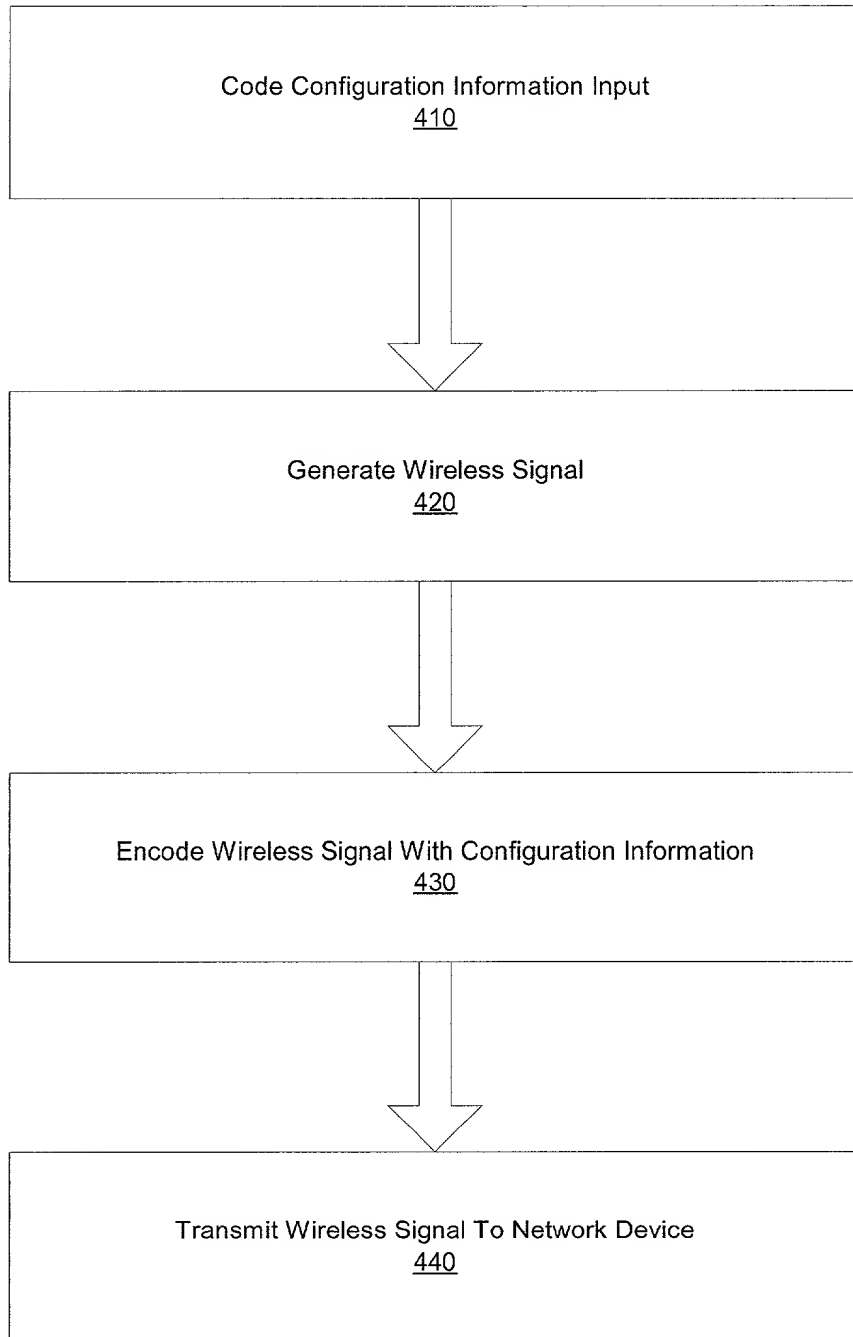 Code Configuration Information Input
410
Generate Wireless Signal
420
Encode Wireless Signal With Configuration Information
430
Transmit Wireless Signal To Network Device
440